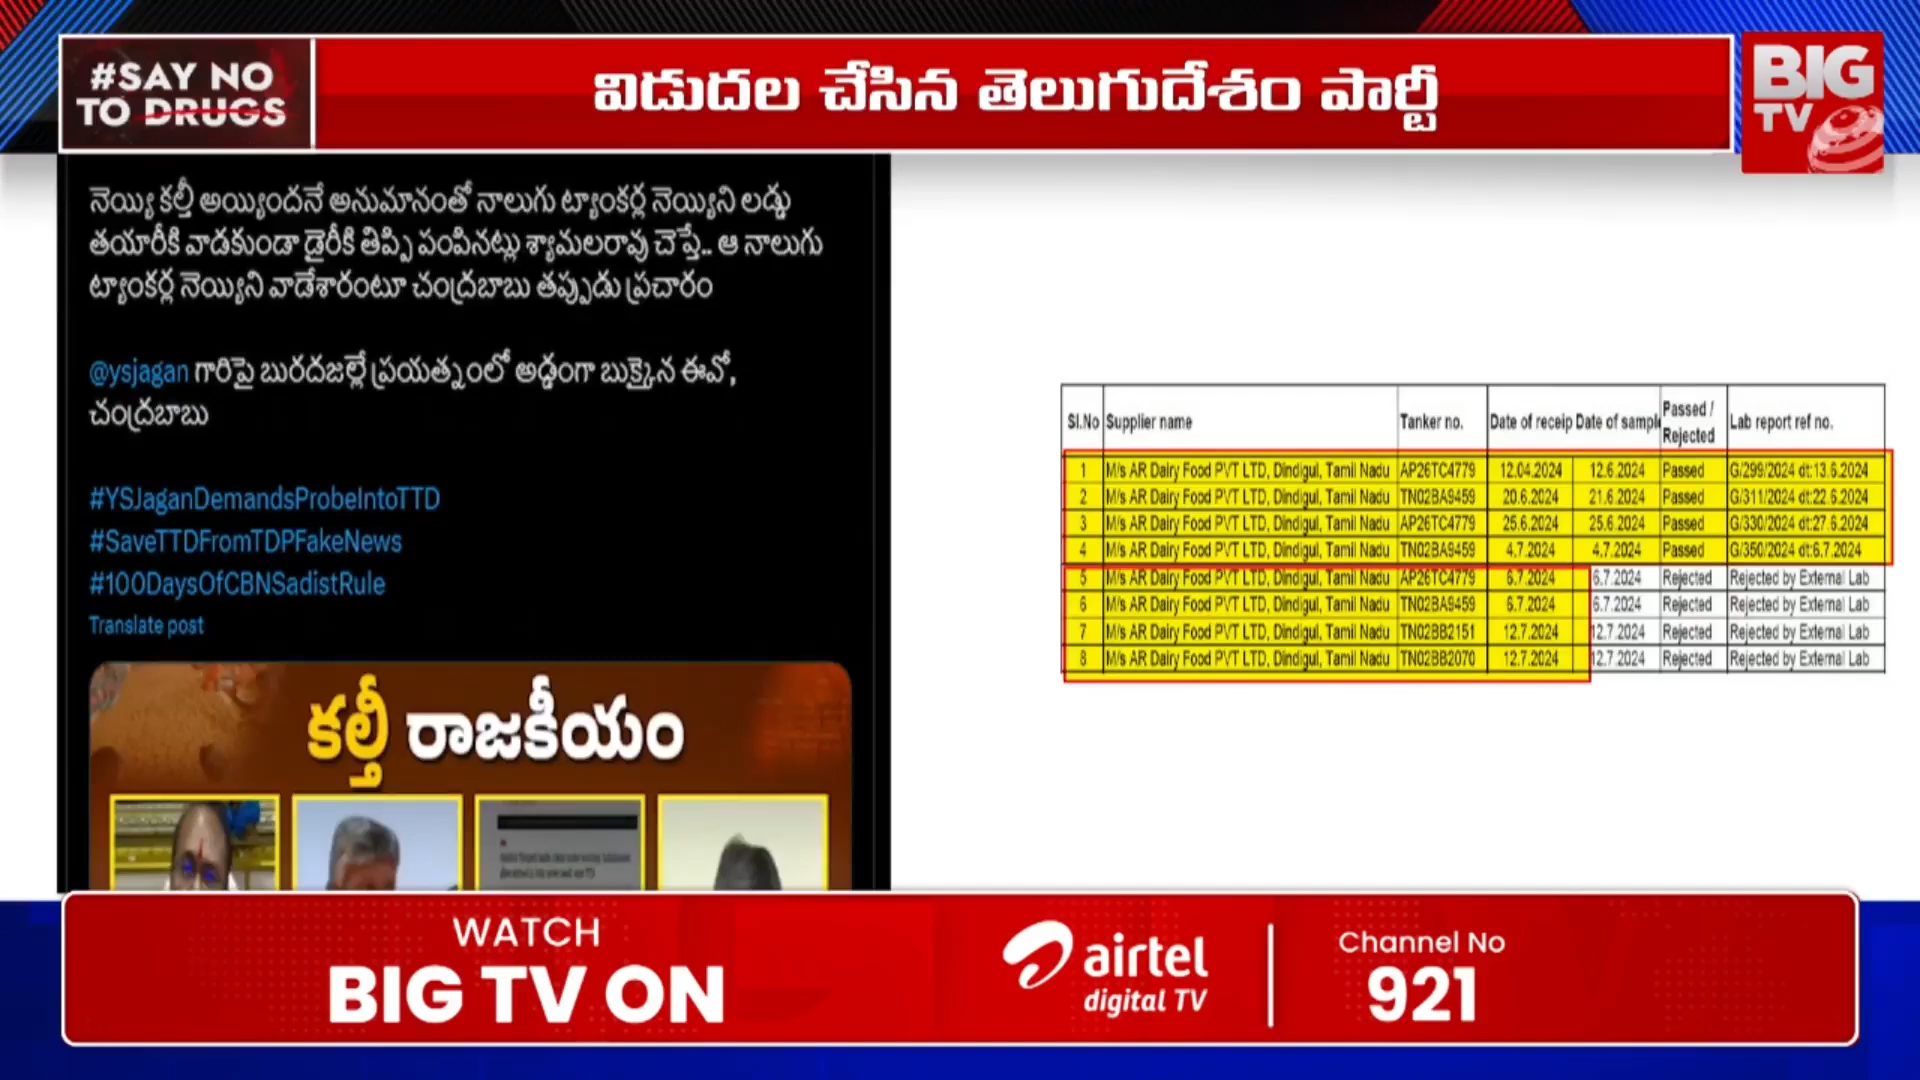 #SAY NO
TO DRUGS
విడుదల చేసిన తెలుగుదేశం పార్టీ
BIG
TV
నెయ్యి కల్తీ అయ్యిందనే అనుమానంతో నాలుగు ట్యాంకర్ల నెయ్యిని లడ్డు
తయారీకి వాడకుండా డైరీకి తిప్పి పంపినట్లు శ్యామలరావు చెప్తే.. ఆ నాలుగు
ట్యాంకర్ల నెయ్యిని వాడేశారంటూ చంద్రబాబు తప్పుడు ప్రచారం
@ysjagan గారిపై బురదజల్లే ప్రయత్నంలో అడ్డంగా బుక్కైన ఈవో,
చంద్రబాబు
#YSJaganDemandsProbeIntoTTD
#SaveTTDFromTDPFakeNews
#100DaysOfCBNSadistRule
Translate post
కల్తీ రాజకీయం
Sl.No Supplier name Tanker no. Date of receip Date of sampl Passed / Rejected Lab report ref no.
1 M/s AR Dairy Food PVT LTD, Dindigul, Tamil Nadu AP26TC4779 12.04.2024 12.6.2024 Passed G/299/2024 dt:13.6.2024
2 M/s AR Dairy Food PVT LTD, Dindigul, Tamil Nadu TN02BA9459 20.6.2024 21.6.2024 Passed G/311/2024 dt:22.6.2024
3 M/s AR Dairy Food PVT LTD, Dindigul, Tamil Nadu AP26TC4779 25.6.2024 25.6.2024 Passed G/330/2024 dt:27.6.2024
4 M/s AR Dairy Food PVT LTD, Dindigul, Tamil Nadu TN02BA9459 4.7.2024 4.7.2024 Passed G/350/2024 dt:6.7.2024
5 M/s AR Dairy Food PVT LTD, Dindigul, Tamil Nadu AP26TC4779 6.7.2024 6.7.2024 Rejected Rejected by External Lab
6 M/s AR Dairy Food PVT LTD, Dindigul, Tamil Nadu TN02BA9459 6.7.2024 6.7.2024 Rejected Rejected by External Lab
7 M/s AR Dairy Food PVT LTD, Dindigul, Tamil Nadu TN02BB2151 12.7.2024 12.7.2024 Rejected Rejected by External Lab
8 M/s AR Dairy Food PVT LTD, Dindigul, Tamil Nadu TN02BB2070 12.7.2024 12.7.2024 Rejected Rejected by External Lab
WATCH
BIG TV ON
airtel
digital TV
Channel No
921